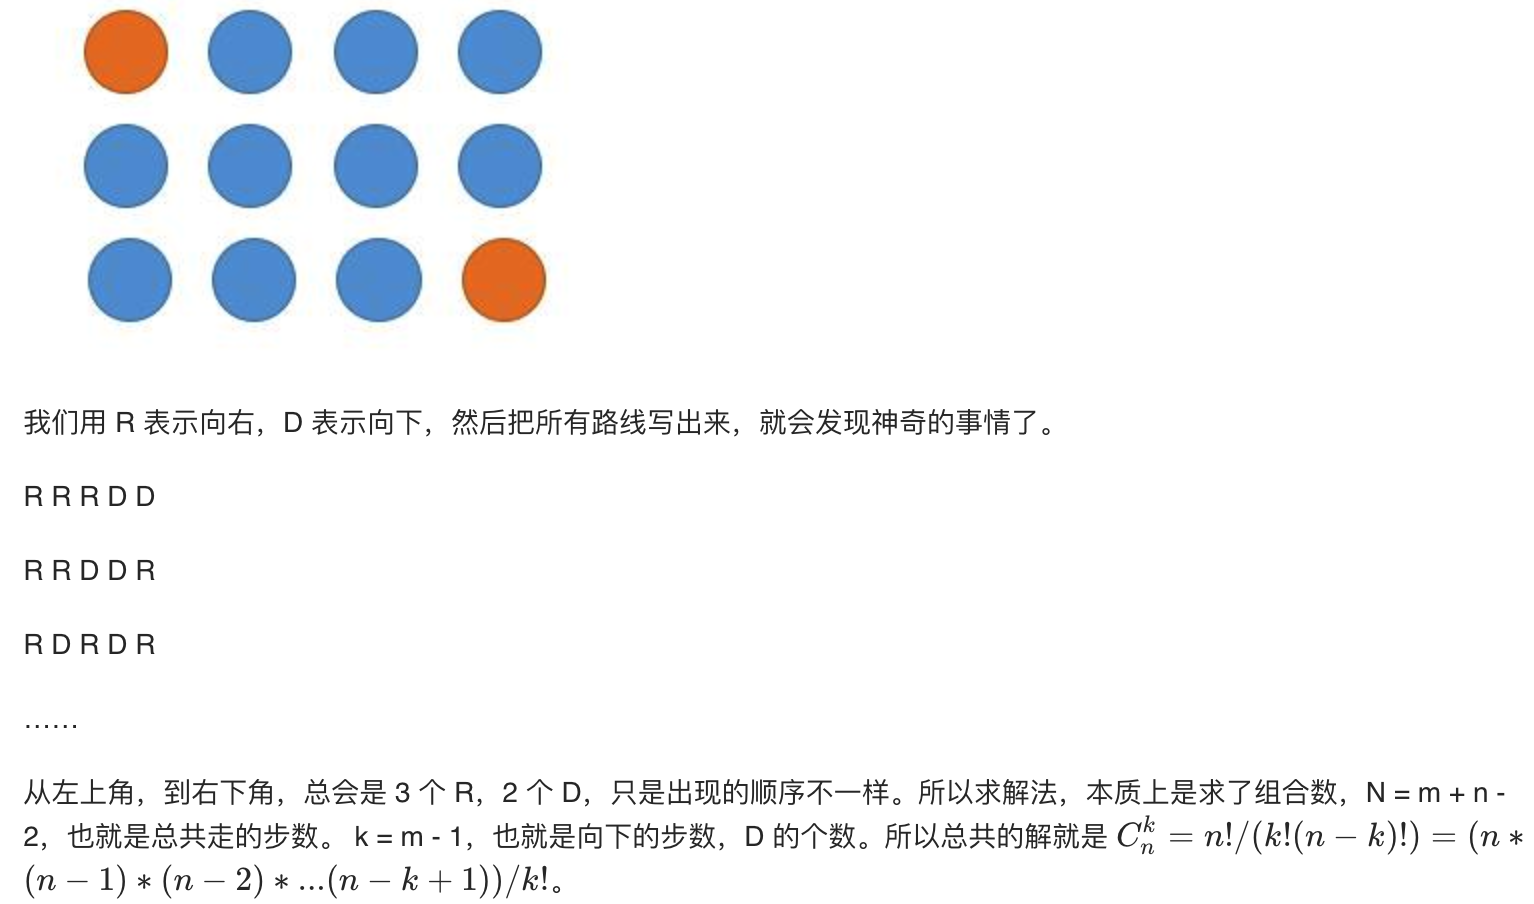 我们用 R 表示向右，D 表示向下，然后把所有路线写出来，就会发现神奇的事情了。
R R R D D
R R D D R
R D R D R
……
从左上角，到右下角，总会是 3 个 R，2 个 D，只是出现的顺序不一样。所以求解法，本质上是求了组合数，N = m + n -
2，也就是总共走的步数。 k = m - 1，也就是向下的步数，D 的个数。所以总共的解就是 $C_n^k = n!/(k!(n-k)!) = (n *$
$(n-1) * (n-2) * ...(n-k+1))/k!$。